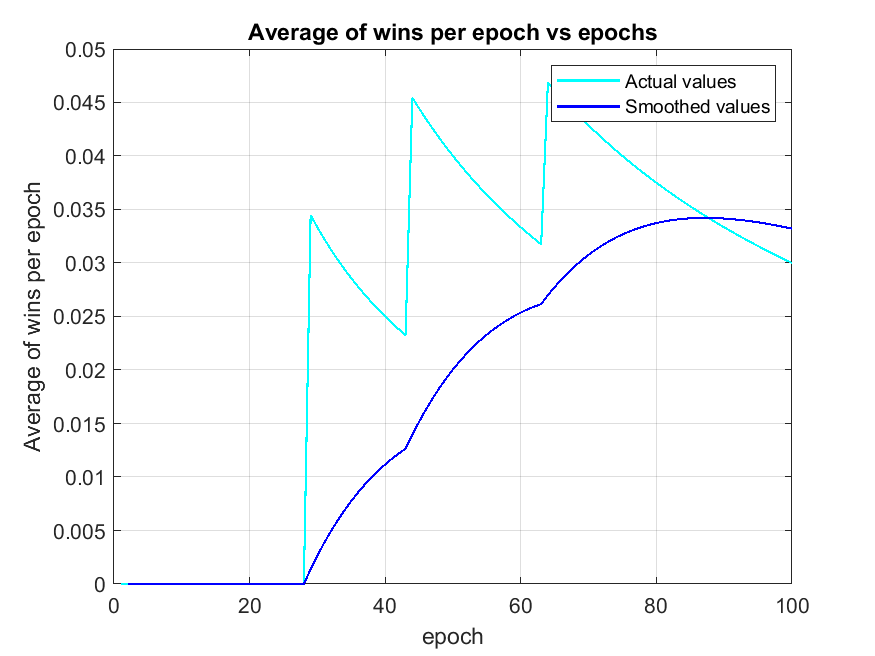 Average of wins per epoch vs epochs
Actual values
Smoothed values
Average of wins per epoch
0.05
0.045
0.04
0.035
0.03
0.025
0.02
0.015
0.01
0.005
0
0 20 40 60 80 100
epoch